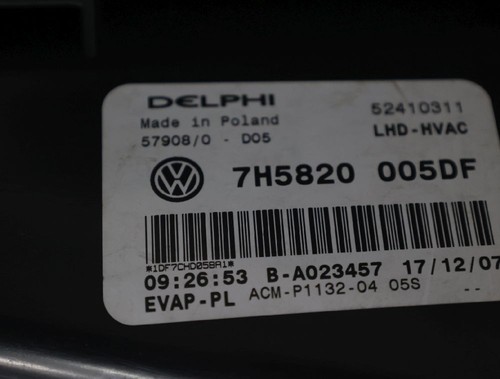 DELPHI 52410311
Made in Poland LHD-HVAC
57908/0 - D05
7H5820 005DF
*1DF7CHD05BA1*
09:26:53 B-A023457 17/12/07
EVAP-PL ACM-P1132-04 05S --